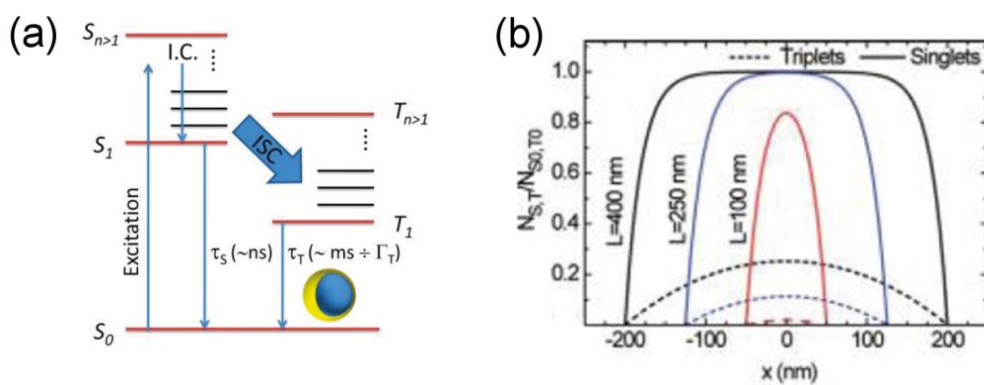 (a)
S_{n>1}
I.C.
T_{n>1}
S_1
ISC
T_1
Excitation
τ_S (~ns)
τ_T (~ ms ÷ Γ_T)
S_0
(b)
Triplets
Singlets
N_{S,T}/N_{S0,T0}
1.0
0.8
0.6
0.4
0.2
L=400 nm
L=250 nm
L=100 nm
-200
-100
0
100
200
x (nm)